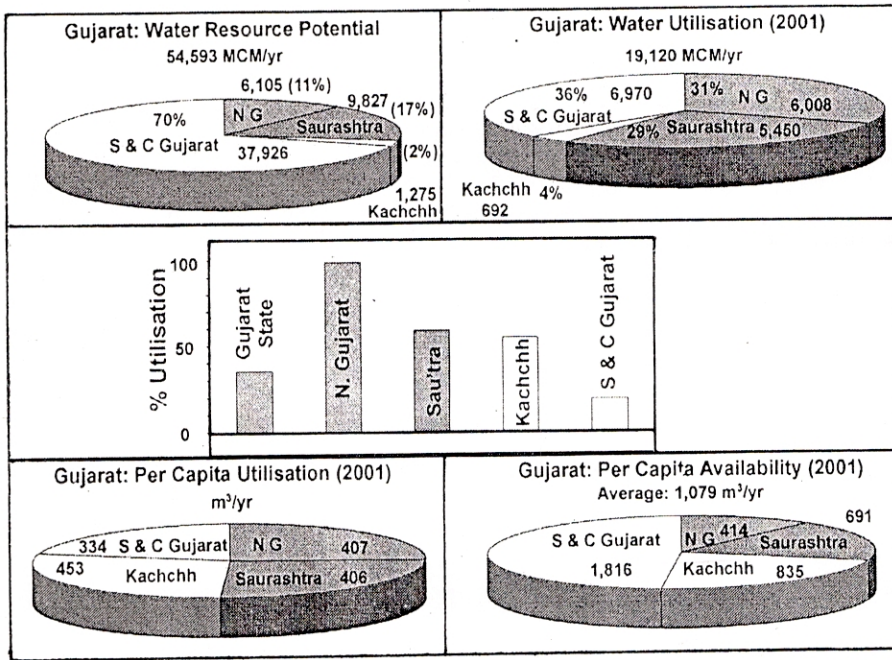 Gujarat: Water Resource Potential
54,593 MCM/yr
6,105 (11%)
9,827
(17%)
70%
N G
Saurashtra
S & C Gujarat
37,926
(2%)
1,275
Kachchh
Gujarat: Water Utilisation (2001)
19,120 MCM/yr
36% 6,970
31% N G
S & C Gujarat
6,008
29% Saurashtra 5,450
Kachchh 4%
692
% Utilisation
100
50
0
Gujarat
State
N. Gujarat
Sau'tra
Kachchh
S & C Gujarat
Gujarat: Per Capita Utilisation (2001)
m³/yr
334 S & C Gujarat
N G 407
453
Kachchh
Saurashtra 406
Gujarat: Per Capita Availability (2001)
Average: 1,079 m³/yr
691
S & C Gujarat
N G 414
Saurashtra
1,816
Kachchh
835